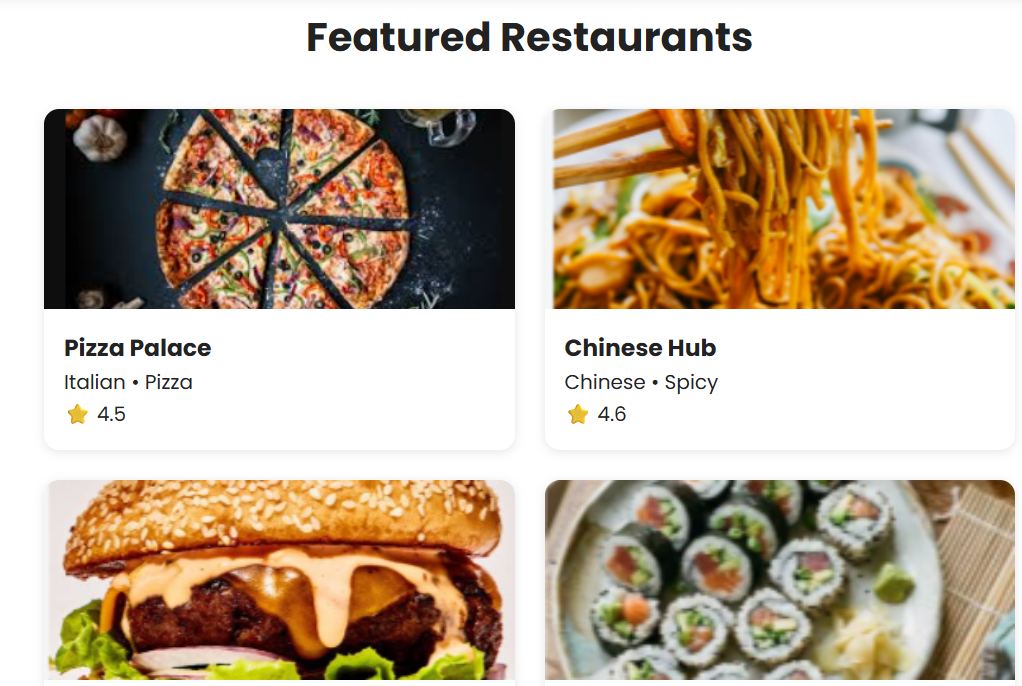 Featured Restaurants
Pizza Palace
Italian • Pizza
⭐ 4.5
Chinese Hub
Chinese • Spicy
⭐ 4.6